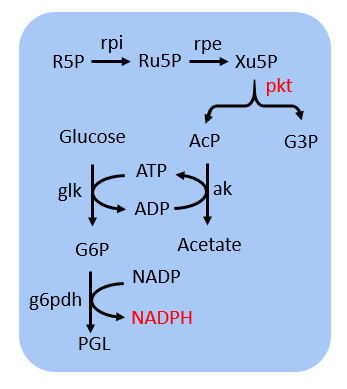 rpi rpe
R5P Ru5P Xu5P
pkt
Glucose AcP G3P
ATP
glk ak
ADP
G6P Acetate
NADP
g6pdh
NADPH
PGL